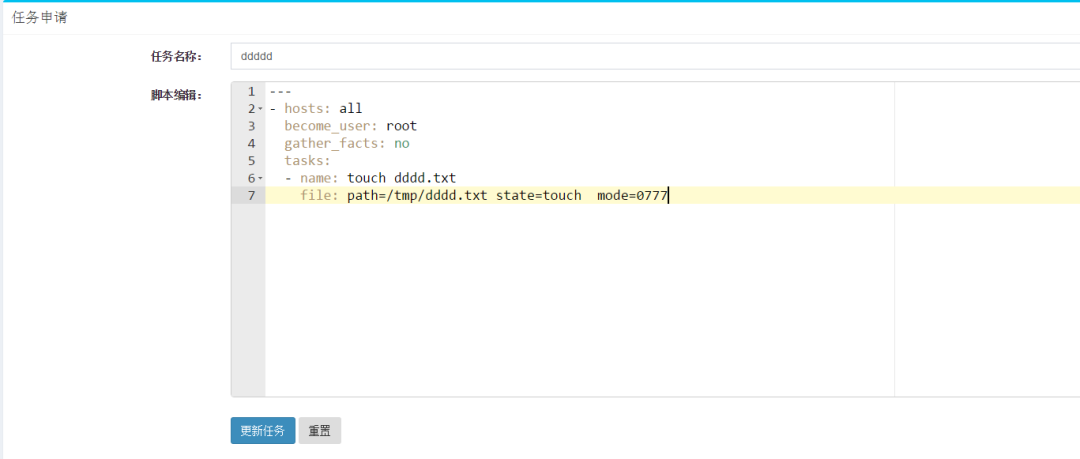 任务申请
任务名称： ddddd
脚本编辑：
1 ---
2 - hosts: all
3   become_user: root
4   gather_facts: no
5   tasks:
6   - name: touch dddd.txt
7     file: path=/tmp/dddd.txt state=touch  mode=0777
更新任务 重置